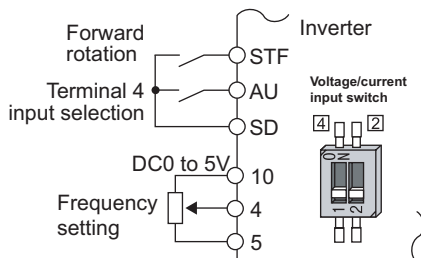 Forward
rotation
Inverter
STF
Terminal 4
input selection
AU
SD
Voltage/current
input switch
4
2
ON
1 2
DC0 to 5V
10
Frequency
setting
4
5